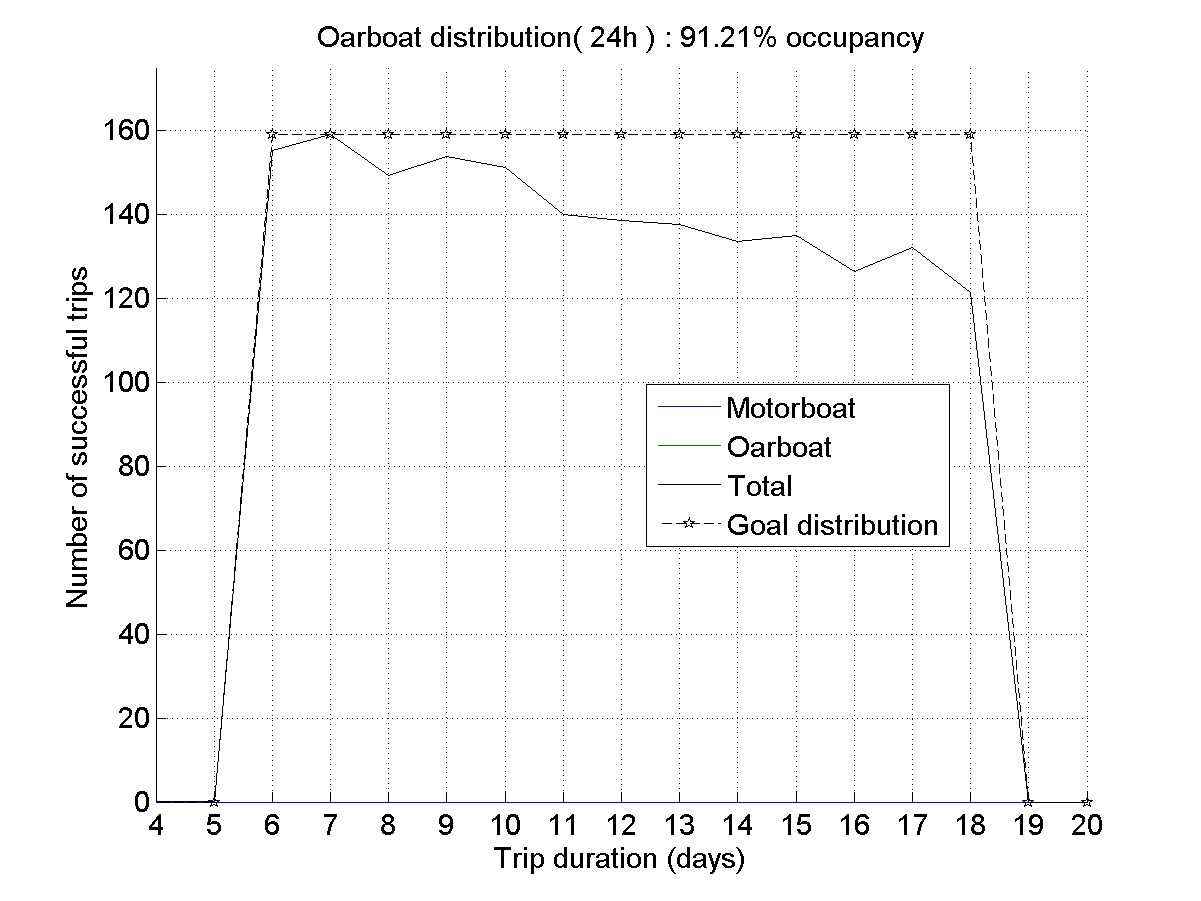 Oarboat distribution( 24h ) : 91.21% occupancy
Number of successful trips
160
140
120
100
80
60
40
20
0
Motorboat
Oarboat
Total
Goal distribution
4 5 6 7 8 9 10 11 12 13 14 15 16 17 18 19 20
Trip duration (days)